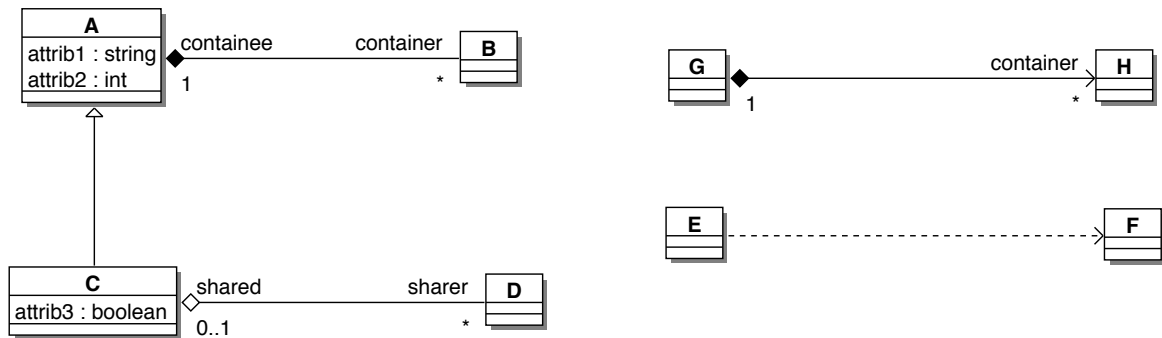 A
attrib1 : string
attrib2 : int
containee
container
1
*
B
G
container
1
*
H
E
F
C
attrib3 : boolean
shared
sharer
0..1
*
D